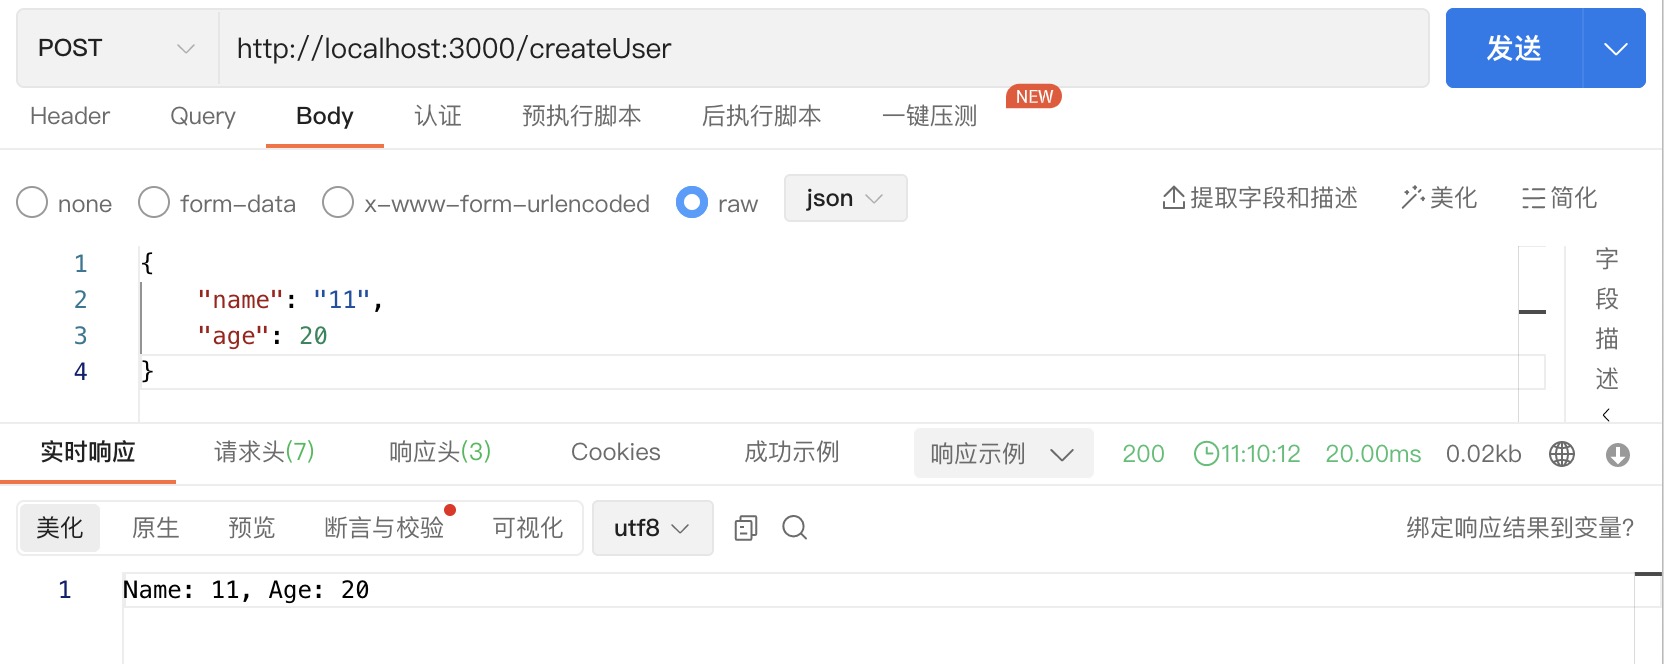 POST http://localhost:3000/createUser 发送
Header Query Body 认证 预执行脚本 后执行脚本 一键压测 NEW
none form-data x-www-form-urlencoded raw json 提取字段和描述 美化 简化
1 {
2 "name": "11",
3 "age": 20
4 }
字
段
描
述
实时响应 请求头(7) 响应头(3) Cookies 成功示例 响应示例 200 11:10:12 20.00ms 0.02kb
美化 原生 预览 断言与校验 可视化 utf8 绑定响应结果到变量?
1 Name: 11, Age: 20